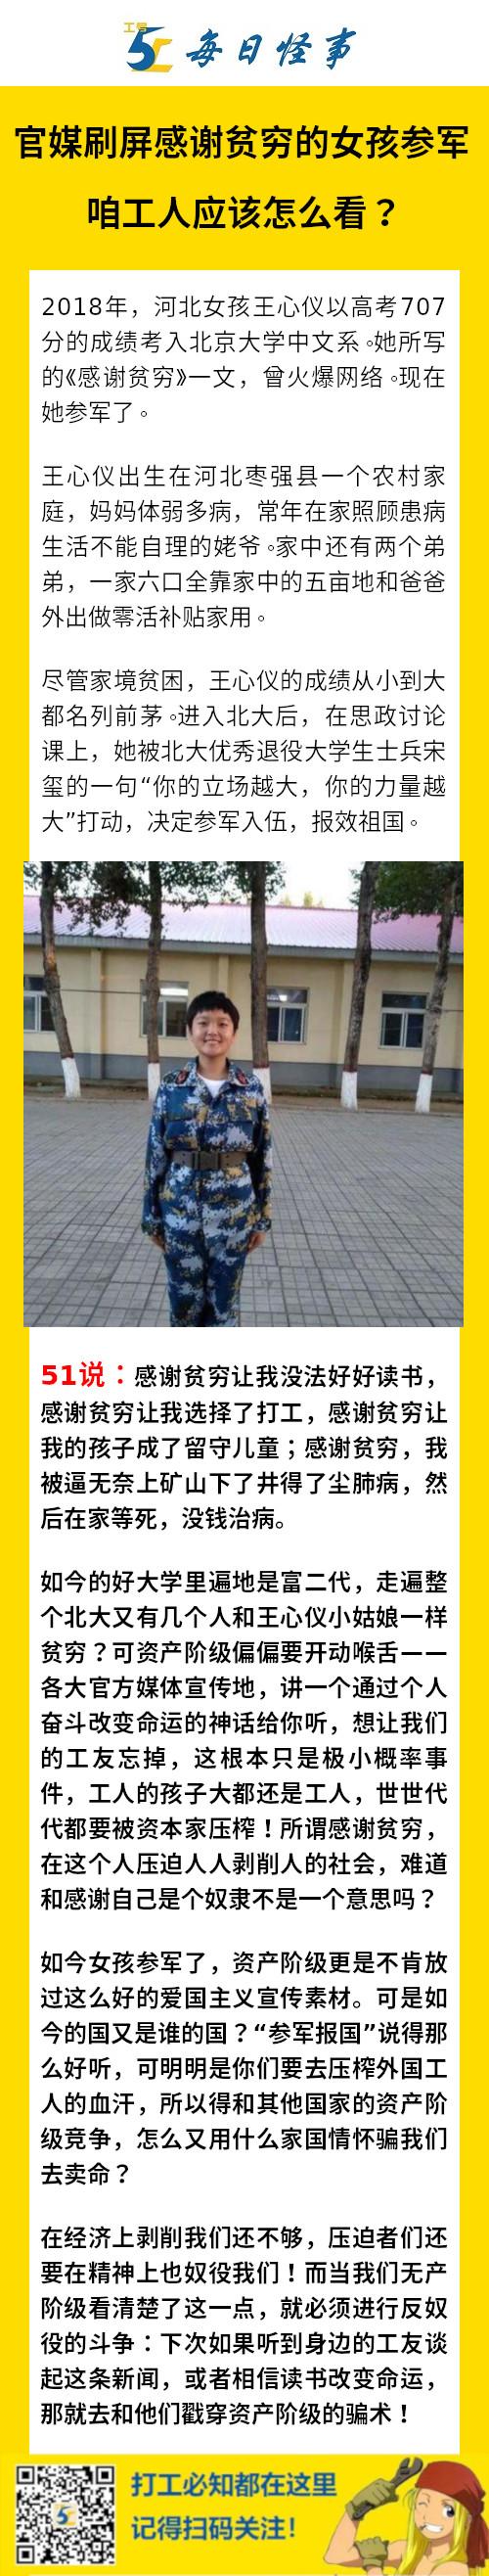 工管
51
每日怪事
官媒刷屏感谢贫穷的女孩参军
咱工人应该怎么看？
2018年，河北女孩王心仪以高考707
分的成绩考入北京大学中文系。她所写
的《感谢贫穷》一文，曾火爆网络。现在
她参军了。
王心仪出生在河北枣强县一个农村家
庭，妈妈体弱多病，常年在家照顾患病
生活不能自理的姥爷。家中还有两个弟
弟，一家六口全靠家中的五亩地和爸爸
外出做零活补贴家用。
尽管家境贫困，王心仪的成绩从小到大
都名列前茅。进入北大后，在思政讨论
课上，她被北大优秀退役大学生士兵宋
玺的一句“你的立场越大，你的力量越
大”打动，决定参军入伍，报效祖国。
51说：感谢贫穷让我没法好好读书，
感谢贫穷让我选择了打工，感谢贫穷让
我的孩子成了留守儿童；感谢贫穷，我
被逼无奈上矿山下了井得了尘肺病，然
后在家等死，没钱治病。
如今的好大学里遍地是富二代，走遍整
个北大又有几个人和王心仪小姑娘一样
贫穷？可资产阶级偏偏要开动喉舌——
各大官方媒体宣传地，讲一个通过个人
奋斗改变命运的神话给你听，想让我们
的工友忘掉，这根本只是极小概率事
件，工人的孩子大都还是工人，世世代
代都要被资本家压榨！所谓感谢贫穷，
在这个人压迫人人剥削人的社会，难道
和感谢自己是个奴隶不是一个意思吗？
如今女孩参军了，资产阶级更是不肯放
过这么好的爱国主义宣传素材。可是如
今的国又是谁的国？“参军报国”说得那
么好听，可明明是你们要去压榨外国工
人的血汗，所以得和其他国家的资产阶
级竞争，怎么又用什么家国情怀骗我们
去卖命？
在经济上剥削我们还不够，压迫者们还
要在精神上也奴役我们！而当我们无产
阶级看清楚了这一点，就必须进行反奴
役的斗争：下次如果听到身边的工友谈
起这条新闻，或者相信读书改变命运，
那就去和他们戳穿资产阶级的骗术！
打工必知都在这里
记得扫码关注！